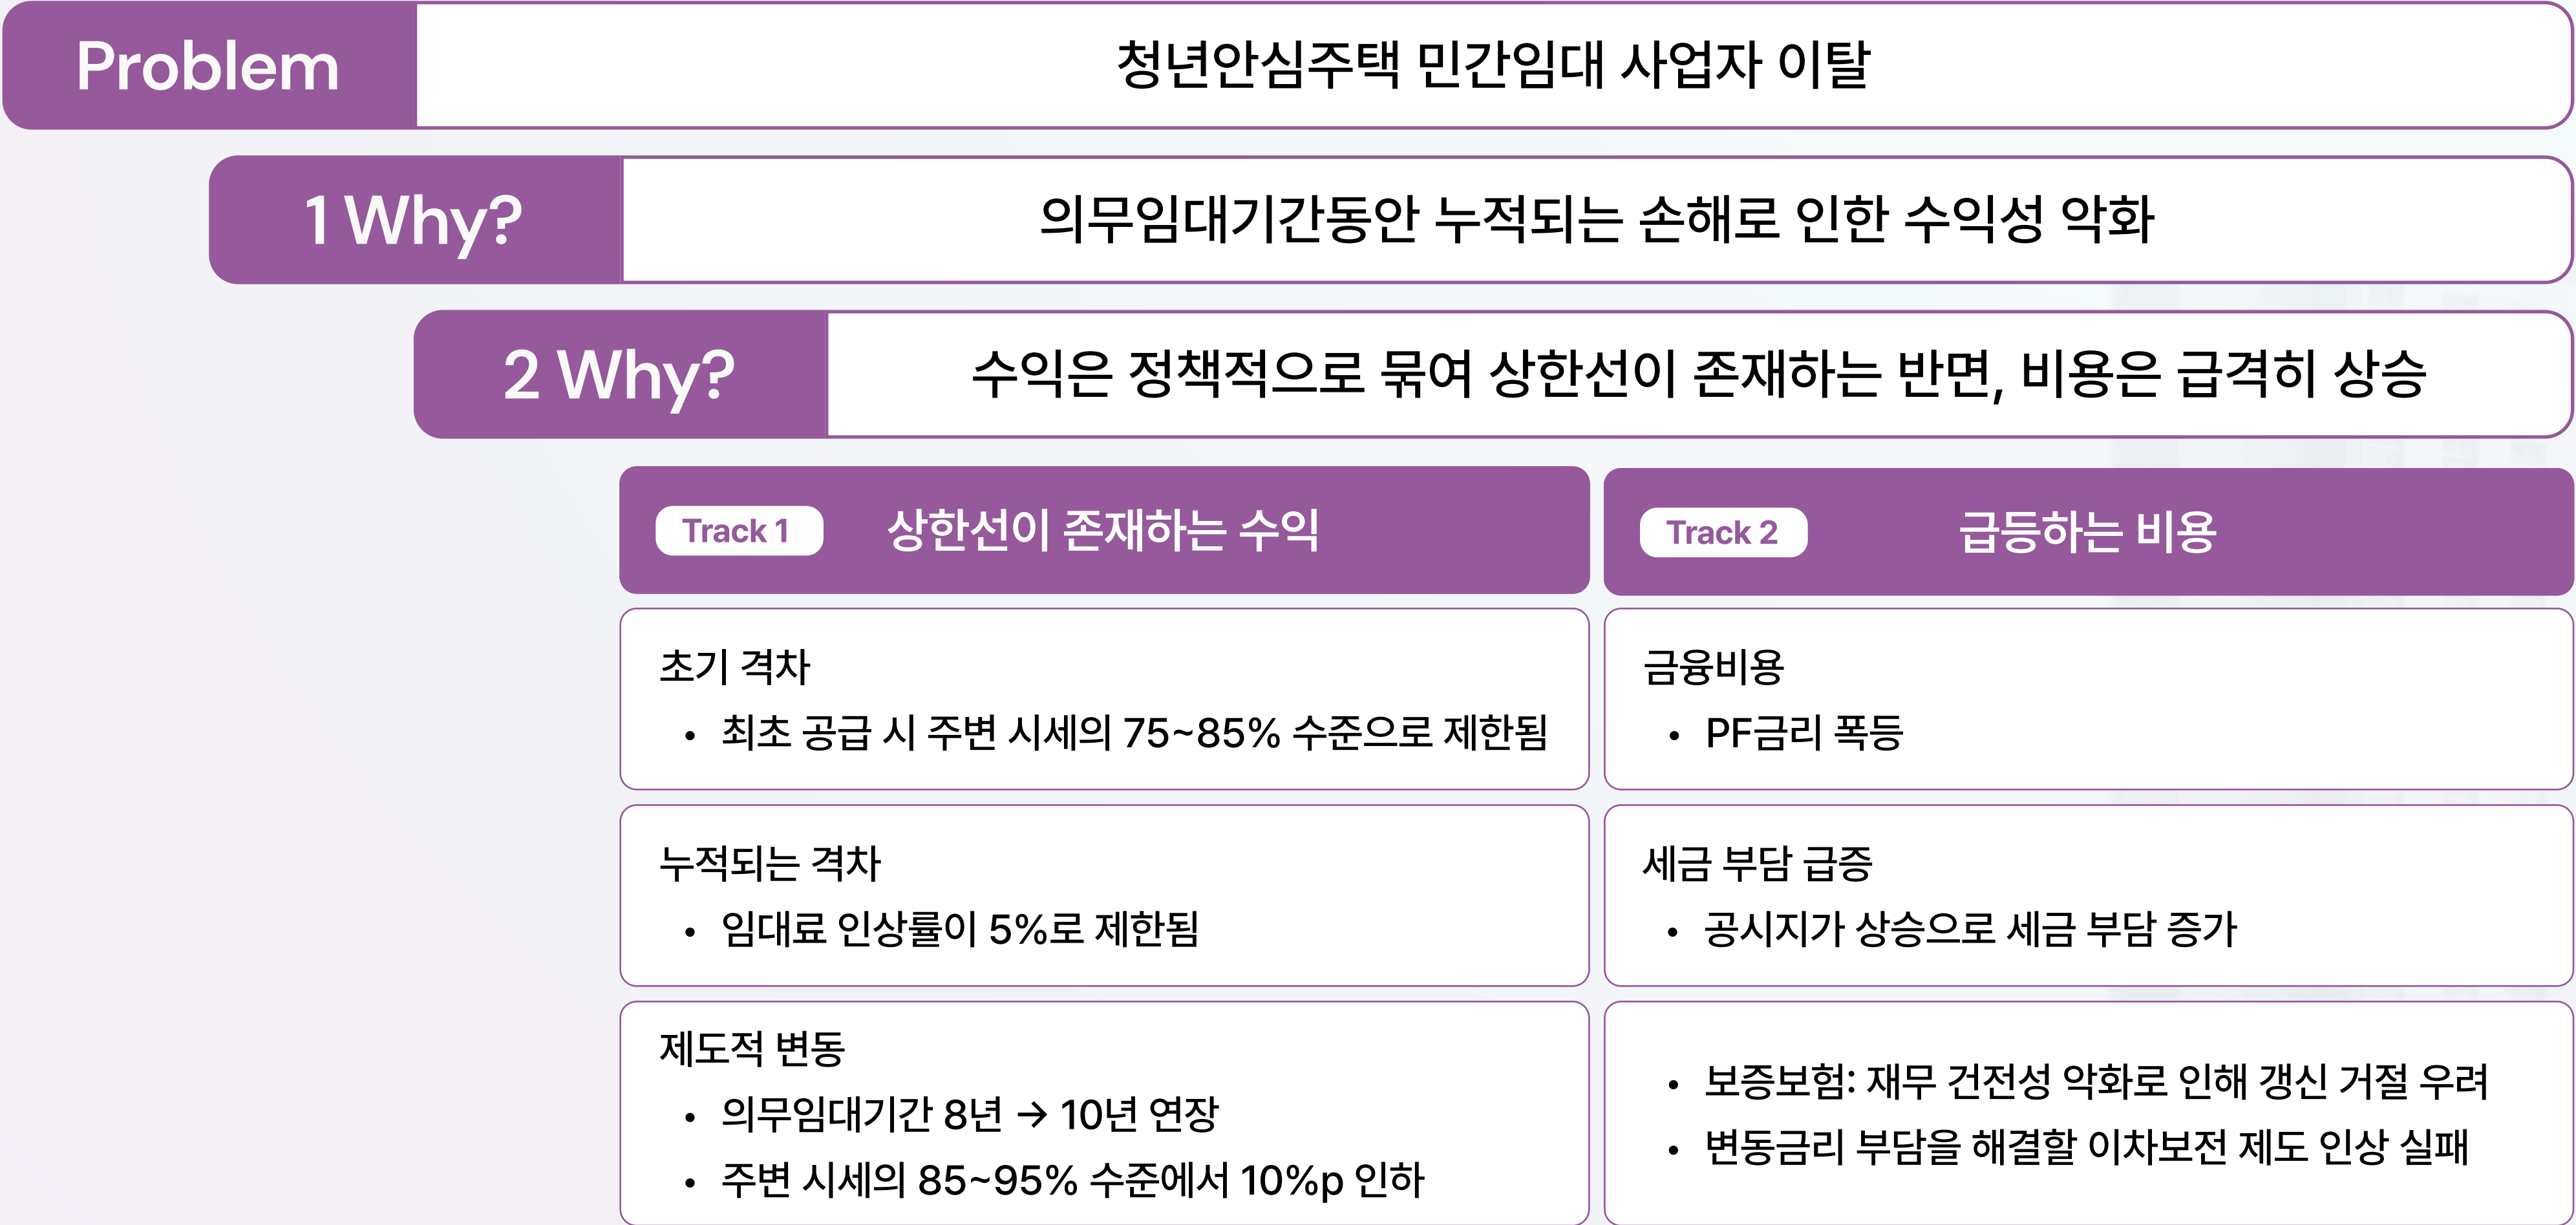 Problem
청년안심주택 민간임대 사업자 이탈
1 Why?
의무임대기간동안 누적되는 손해로 인한 수익성 악화
2 Why?
수익은 정책적으로 묶여 상한선이 존재하는 반면, 비용은 급격히 상승
Track 1
상한선이 존재하는 수익
초기 격차
• 최초 공급 시 주변 시세의 75~85% 수준으로 제한됨
누적되는 격차
• 임대료 인상률이 5%로 제한됨
제도적 변동
• 의무임대기간 8년 → 10년 연장
• 주변 시세의 85~95% 수준에서 10%p 인하
Track 2
급등하는 비용
금융비용
• PF금리 폭등
세금 부담 급증
• 공시지가 상승으로 세금 부담 증가
• 보증보험: 재무 건전성 악화로 인해 갱신 거절 우려
• 변동금리 부담을 해결할 이차보전 제도 인상 실패